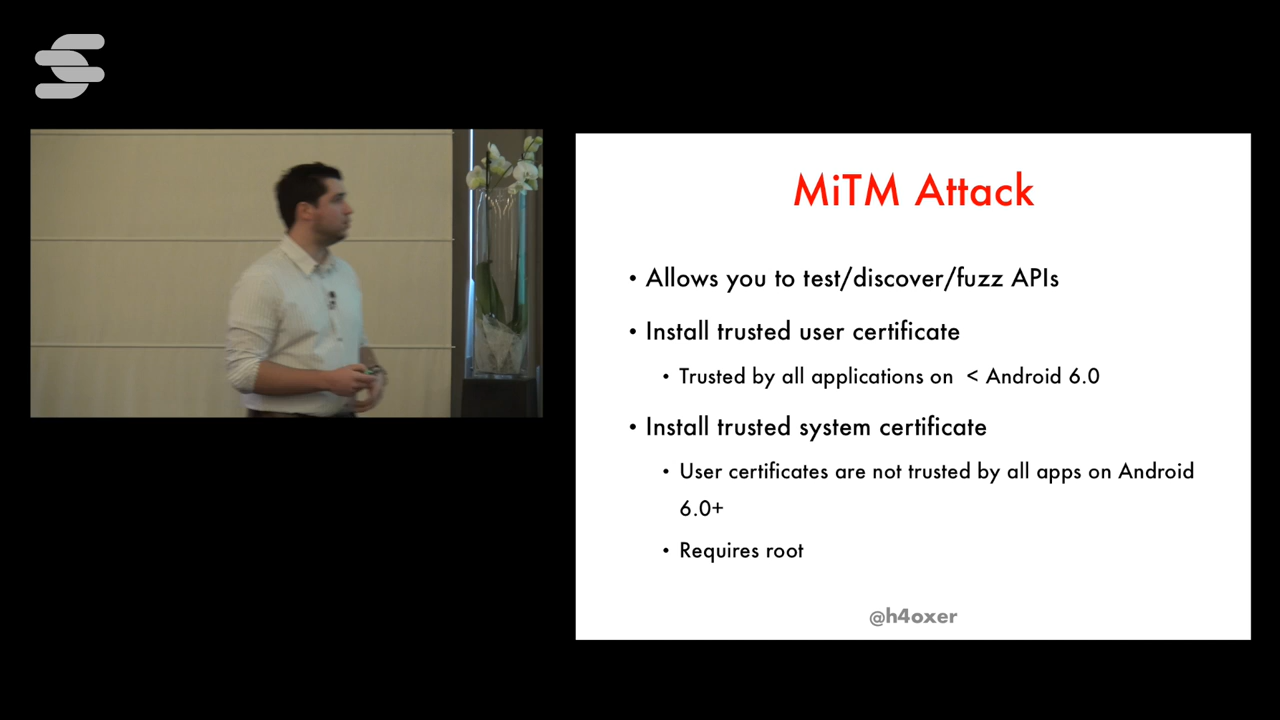 MiTM Attack
• Allows you to test/discover/fuzz APIs
• Install trusted user certificate
• Trusted by all applications on < Android 6.0
• Install trusted system certificate
• User certificates are not trusted by all apps on Android
6.0+
• Requires root
@h4oxer